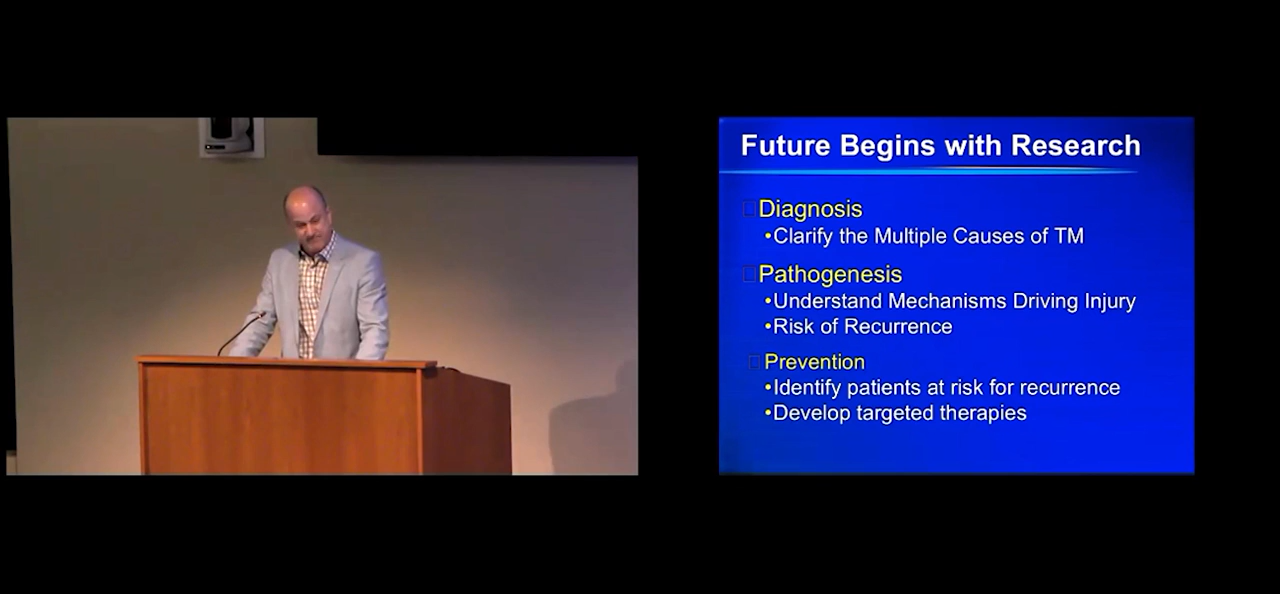 Future Begins with Research
Diagnosis
•Clarify the Multiple Causes of TM
Pathogenesis
•Understand Mechanisms Driving Injury
•Risk of Recurrence
Prevention
•Identify patients at risk for recurrence
•Develop targeted therapies